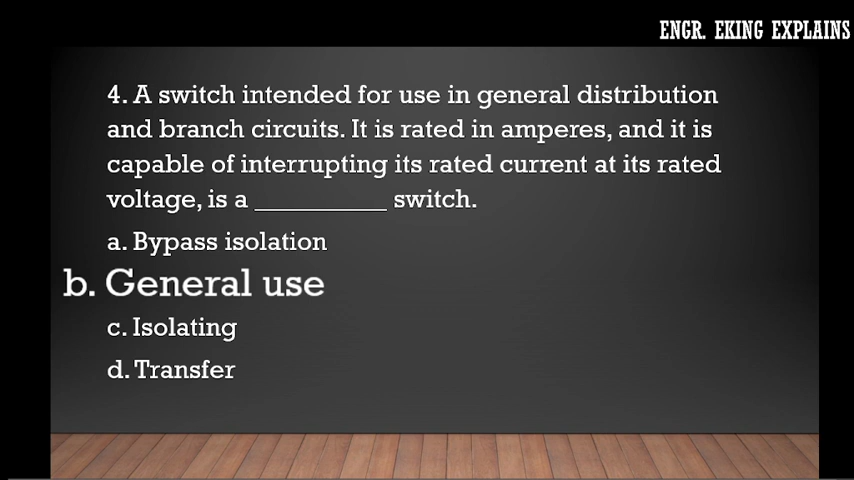 ENGR. EKING EXPLAINS
4. A switch intended for use in general distribution
and branch circuits. It is rated in amperes, and it is
capable of interrupting its rated current at its rated
voltage, is a __________ switch.
a. Bypass isolation
b. General use
c. Isolating
d. Transfer